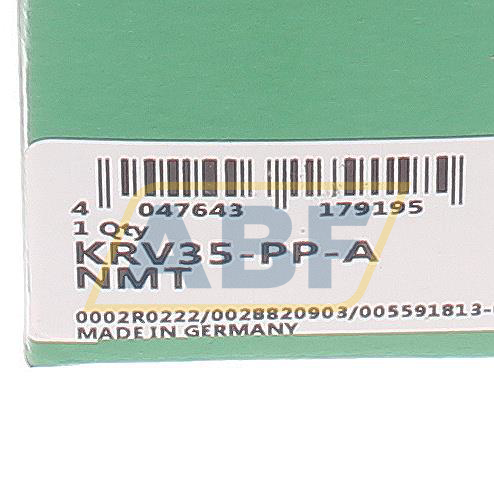 4 047643 179195
1 Qty
KRV35-PP-A
NMT
0002R0222/0028820903/005591813-
MADE IN GERMANY
ABF